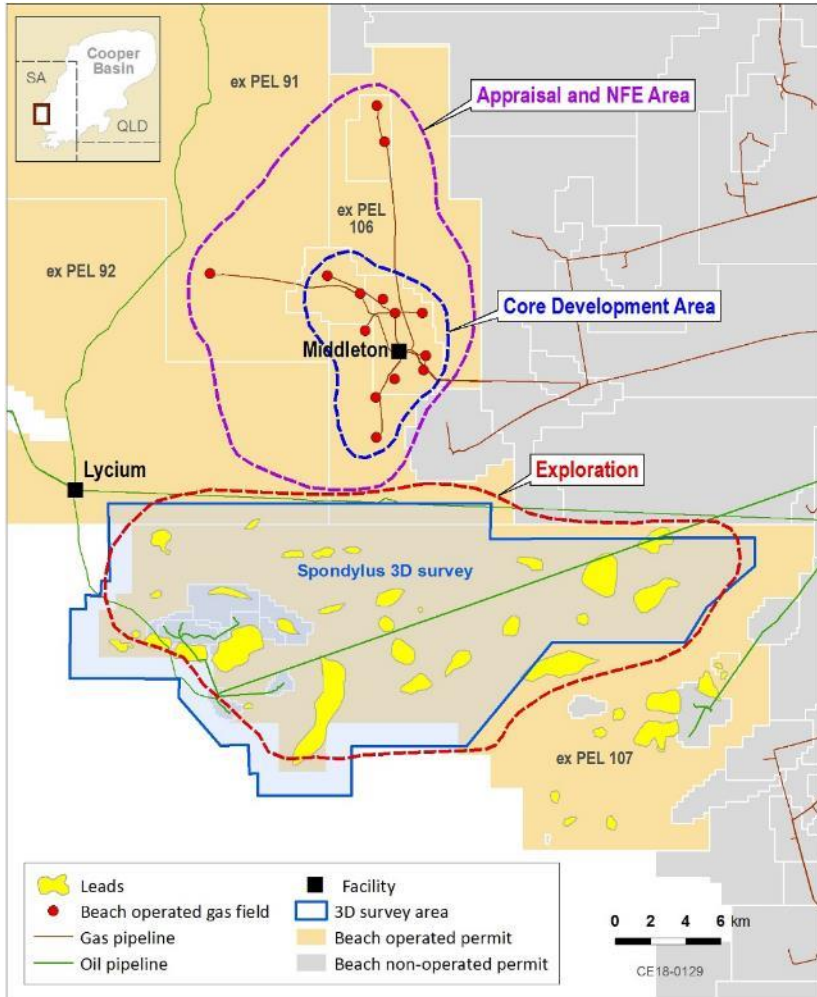 Cooper
Basin
SA
QLD
ex PEL 91
Appraisal and NFE Area
ex PEL
106
ex PEL 92
Core Development Area
Middleton
Lycium
Exploration
Spondylus 3D survey
ex PEL 107
Leads
Facility
Beach operated gas field
3D survey area
Gas pipeline
Beach operated permit
Oil pipeline
Beach non-operated permit
0 2 4 6 km
CE18-0129